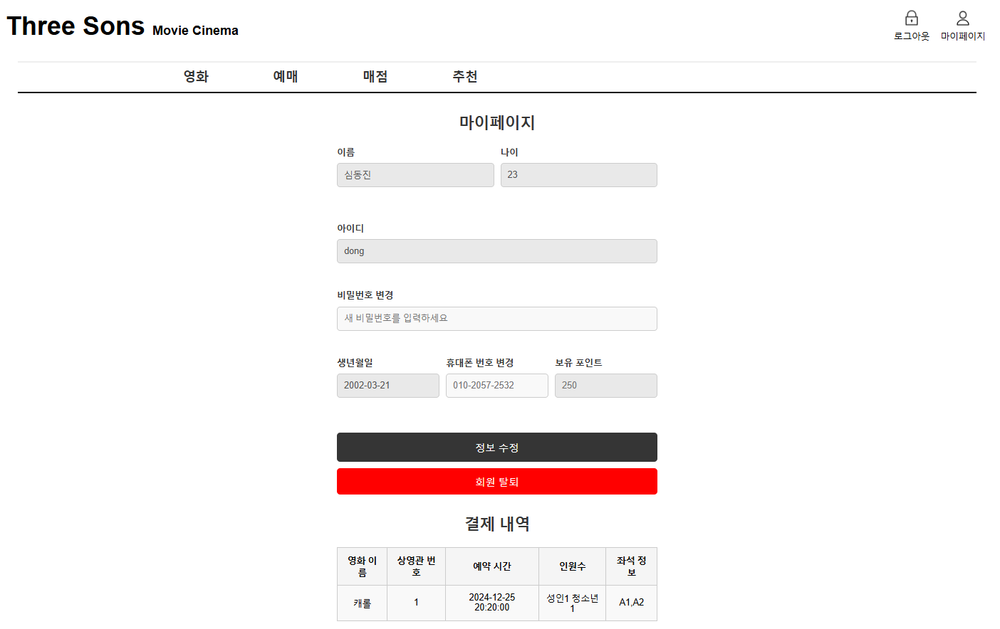 Three Sons Movie Cinema
로그아웃 마이페이지
영화 예매 매점 추천
마이페이지
이름 나이
심동진 23
아이디
dong
비밀번호 변경
새 비밀번호를 입력하세요
생년월일 휴대폰 번호 변경 보유 포인트
2002-03-21 010-2057-2532 250
정보 수정
회원 탈퇴
결제 내역
영화 이름 상영관 번호 예약 시간 인원수 좌석 정보
캐롤 1 2024-12-25 20:20:00 성인1 청소년1 A1,A2